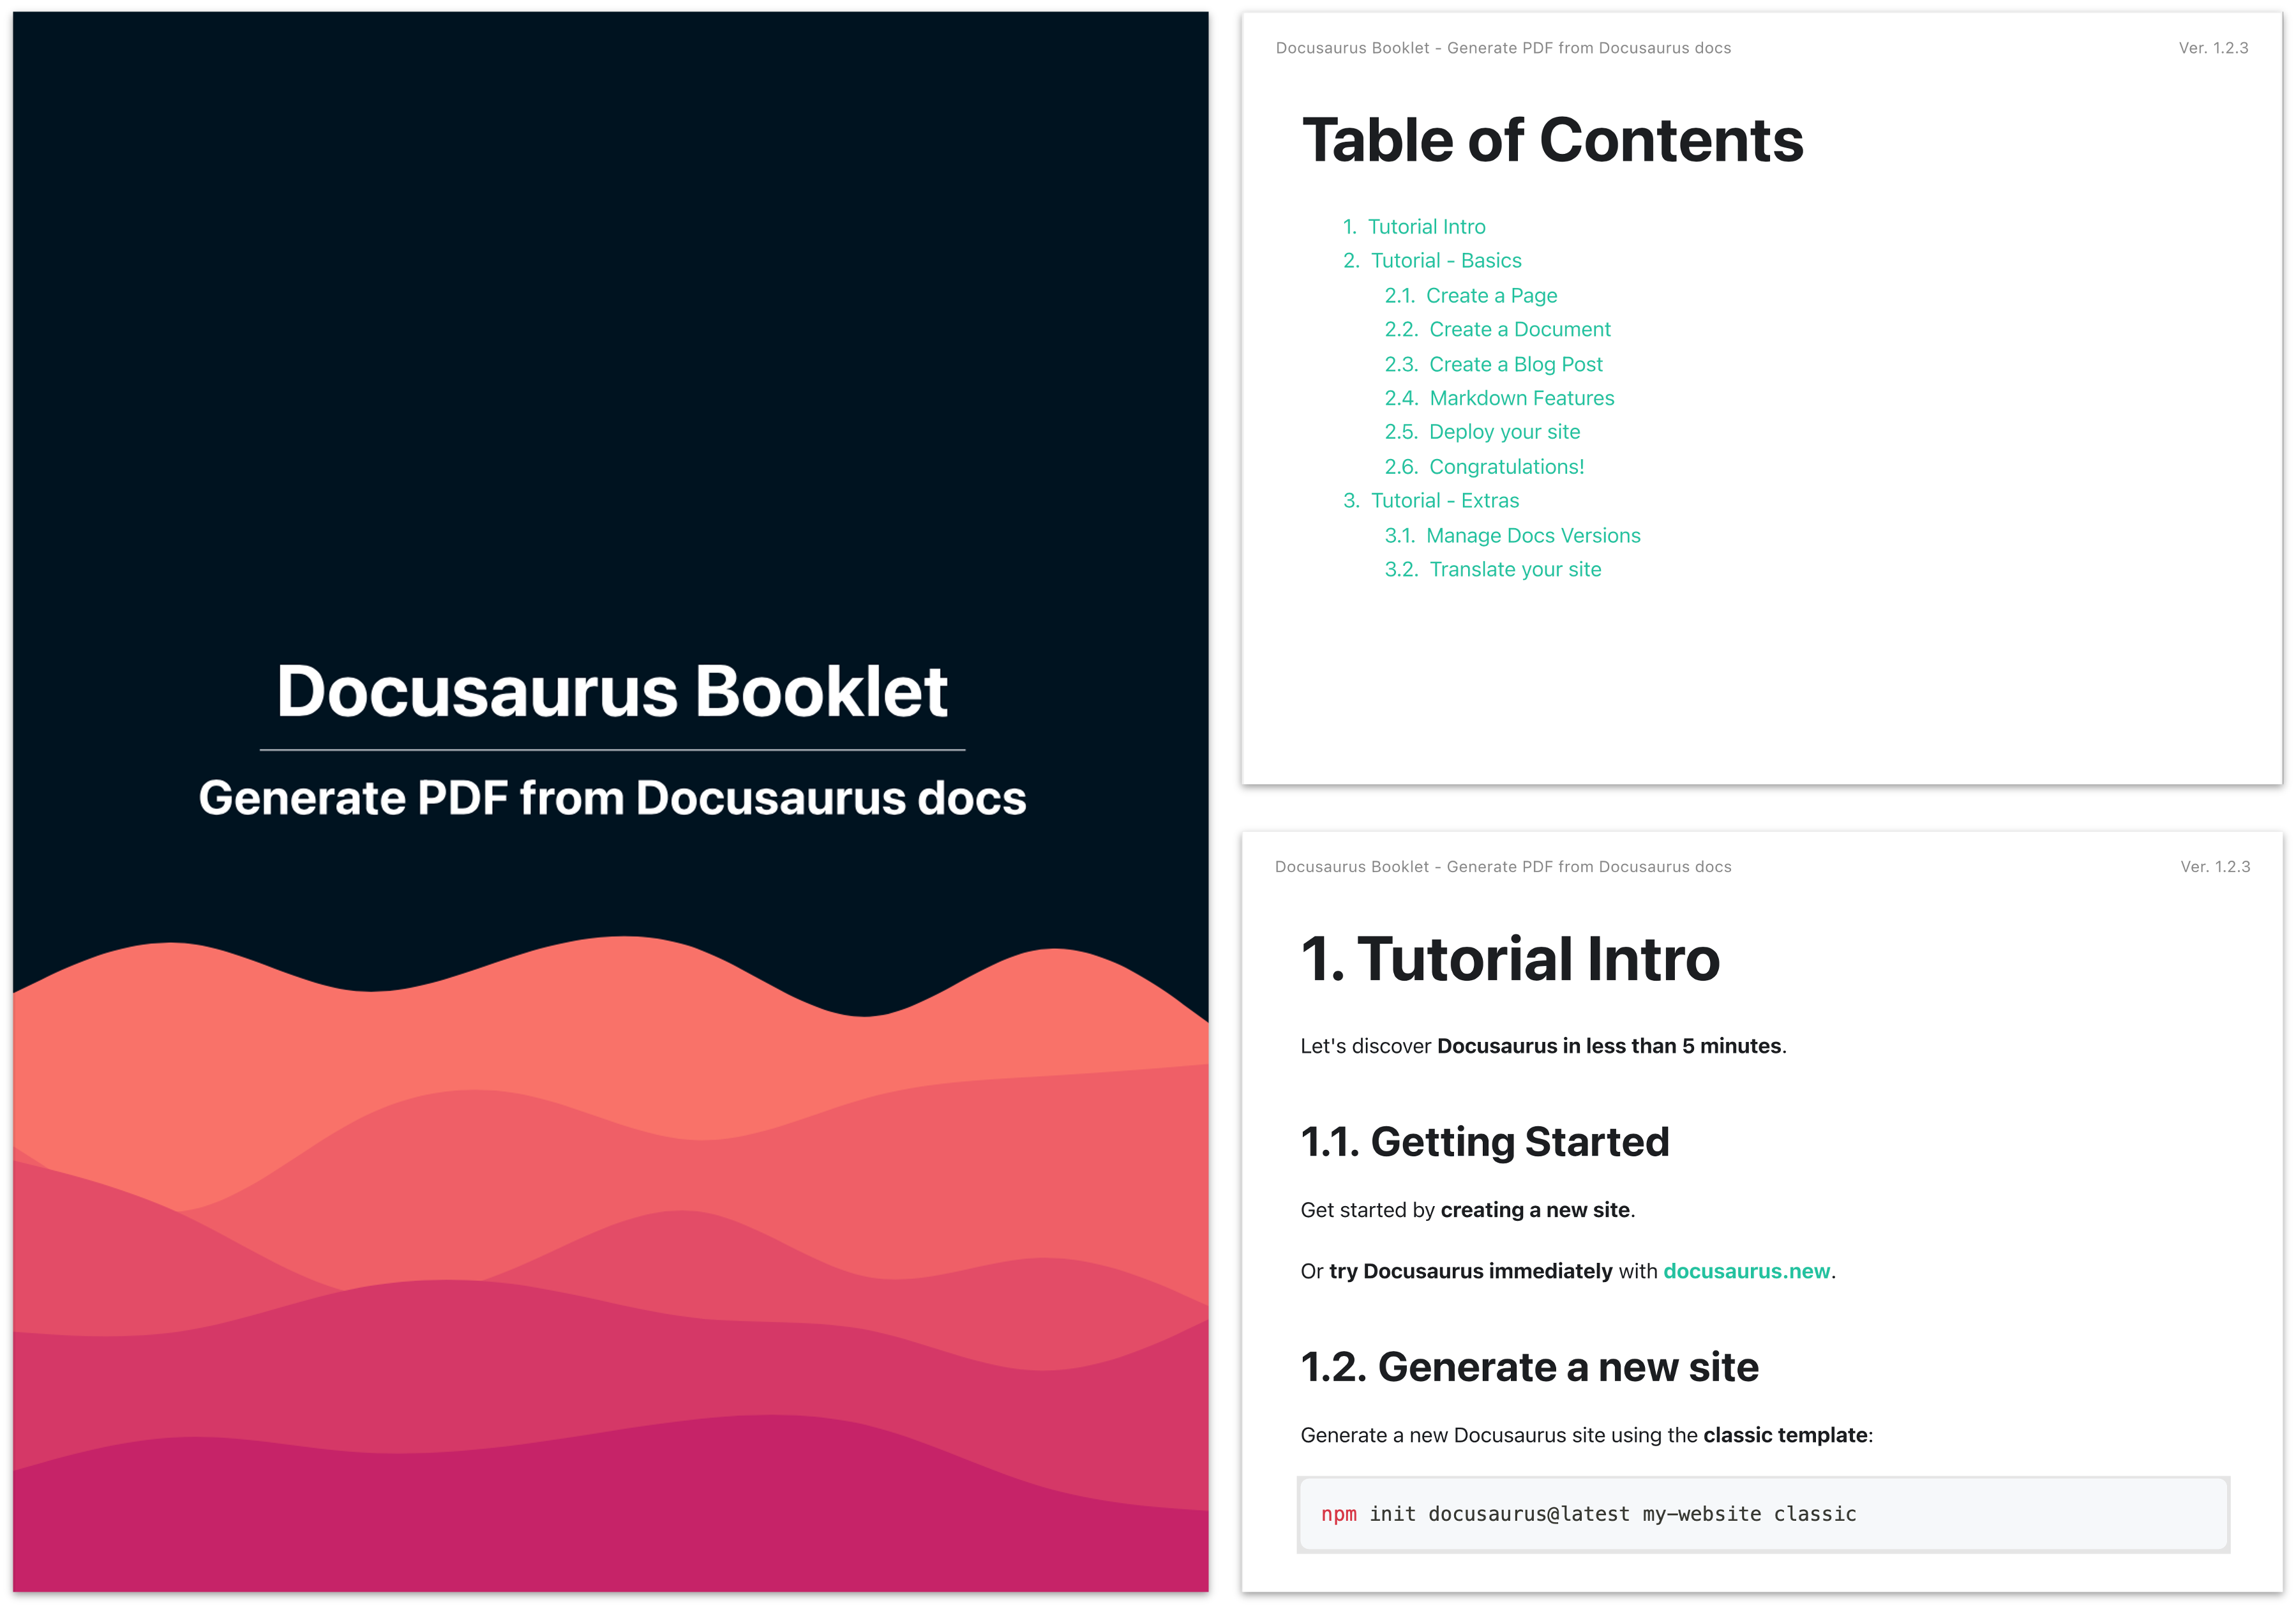 Docusaurus Booklet
Generate PDF from Docusaurus docs
Docusaurus Booklet - Generate PDF from Docusaurus docs
Ver. 1.2.3
Table of Contents
1. Tutorial Intro
2. Tutorial - Basics
2.1. Create a Page
2.2. Create a Document
2.3. Create a Blog Post
2.4. Markdown Features
2.5. Deploy your site
2.6. Congratulations!
3. Tutorial - Extras
3.1. Manage Docs Versions
3.2. Translate your site
Docusaurus Booklet - Generate PDF from Docusaurus docs
Ver. 1.2.3
1. Tutorial Intro
Let's discover Docusaurus in less than 5 minutes.
1.1. Getting Started
Get started by creating a new site.
Or try Docusaurus immediately with docusaurus.new.
1.2. Generate a new site
Generate a new Docusaurus site using the classic template:
npm init docusaurus@latest my-website classic